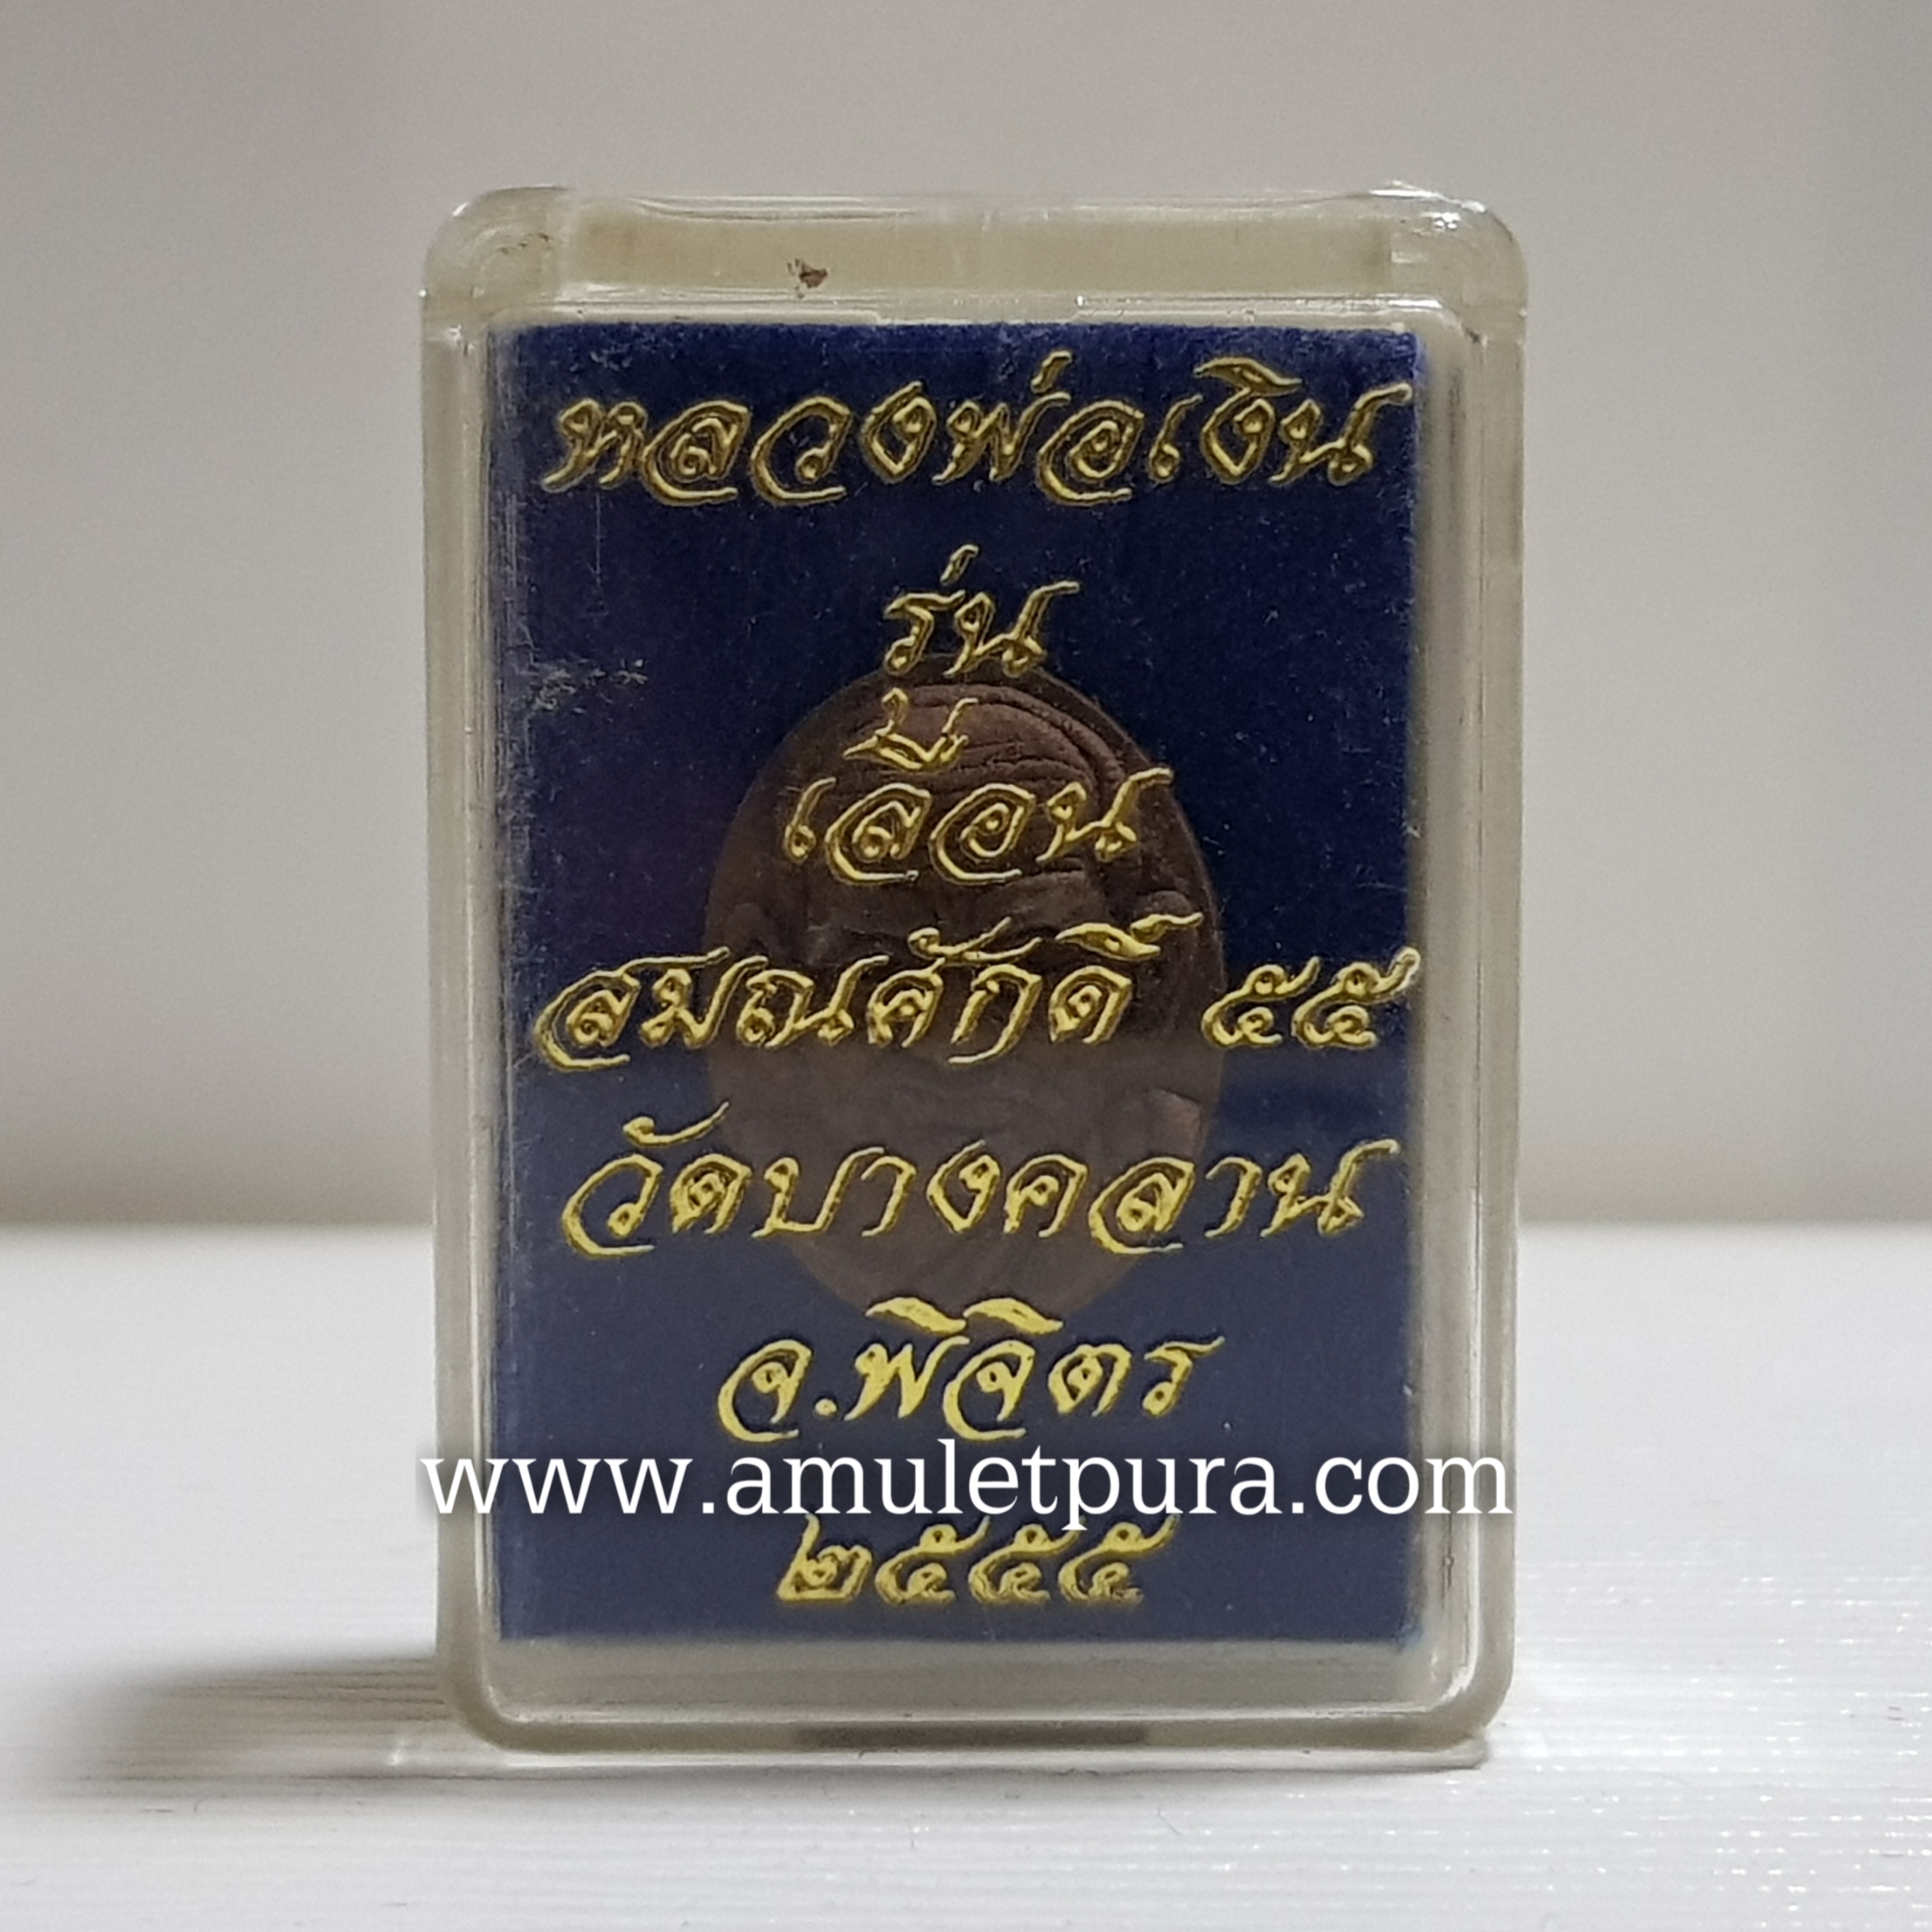 หลวงพ่อเงิน
รุ่น
เลื่อน
สมณศักดิ์ ๕๕
วัดบางคลาน
จ.พิจิตร
www.amuletpura.com
๒๕๕๕